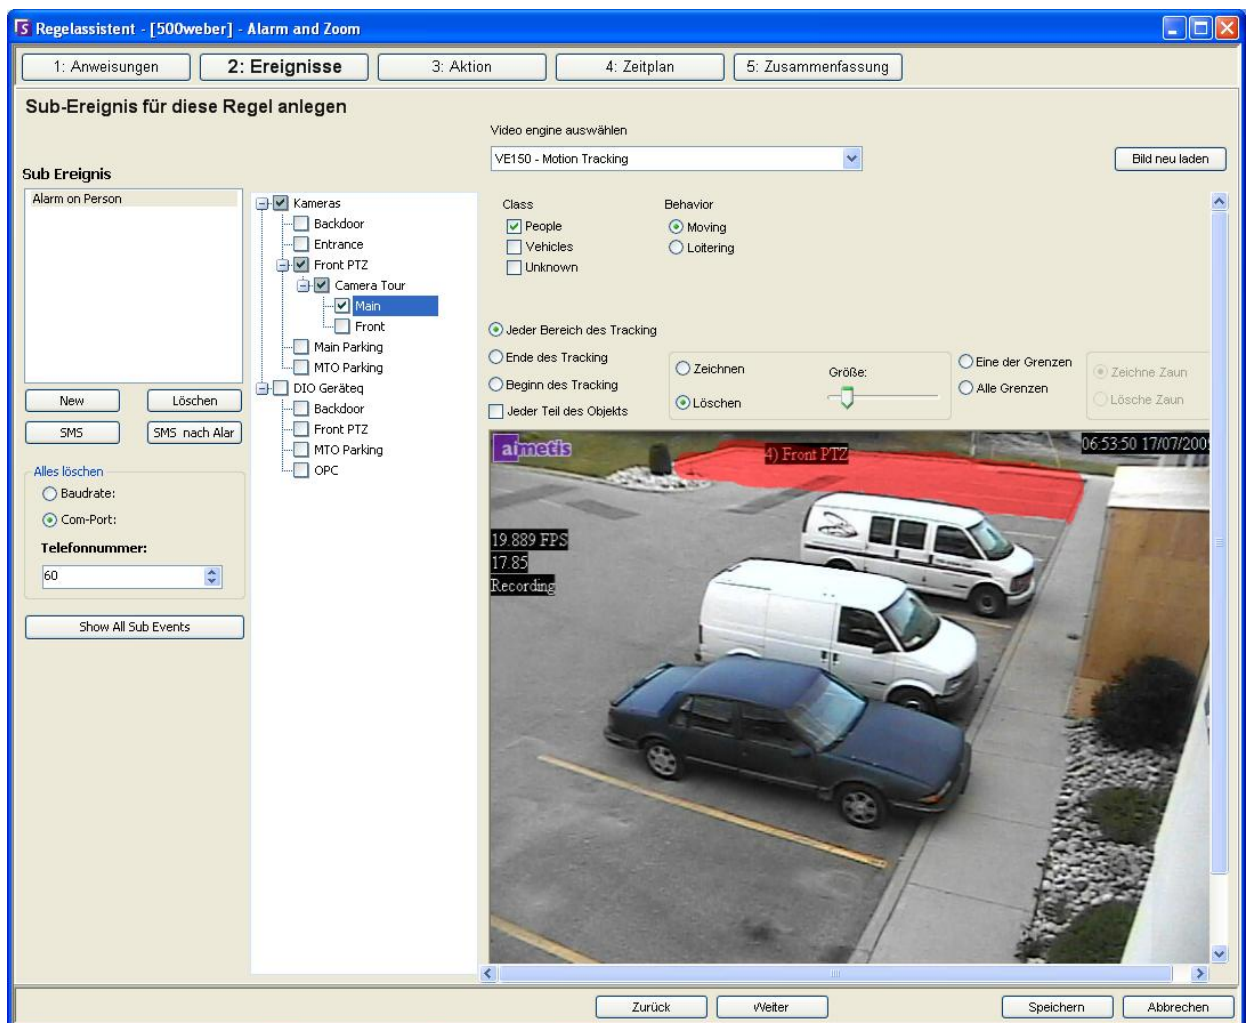 Regelassistent - [500weber] - Alarm and Zoom
1: Anweisungen
2: Ereignisse
3: Aktion
4: Zeitplan
5: Zusammenfassung
Sub-Ereignis für diese Regel anlegen
Video engine auswählen
VE150 - Motion Tracking
Bild neu laden
Sub Ereignis
Alarm on Person
New
Löschen
SMS
SMS nach Alar
Alles löschen
Baudrate:
Com-Port:
Telefonnummer:
60
Show All Sub Events
Kameras
Backdoor
Entrance
Front PTZ
Camera Tour
Main
Front
Main Parking
MTO Parking
DIO Geräteq
Backdoor
Front PTZ
MTO Parking
OPC
Class
People
Vehicles
Unknown
Behavior
Moving
Loitering
Jeder Bereich des Tracking
Ende des Tracking
Beginn des Tracking
Jeder Teil des Objekts
Zeichnen
Löschen
Größe:
Eine der Grenzen
Alle Grenzen
Zeichne Zaun
Lösche Zaun
aimetis
4) Front PTZ
06:53:50 17/07/200
19.889 FPS
17.85
Recording
Zurück
Weiter
Speichern
Abbrechen